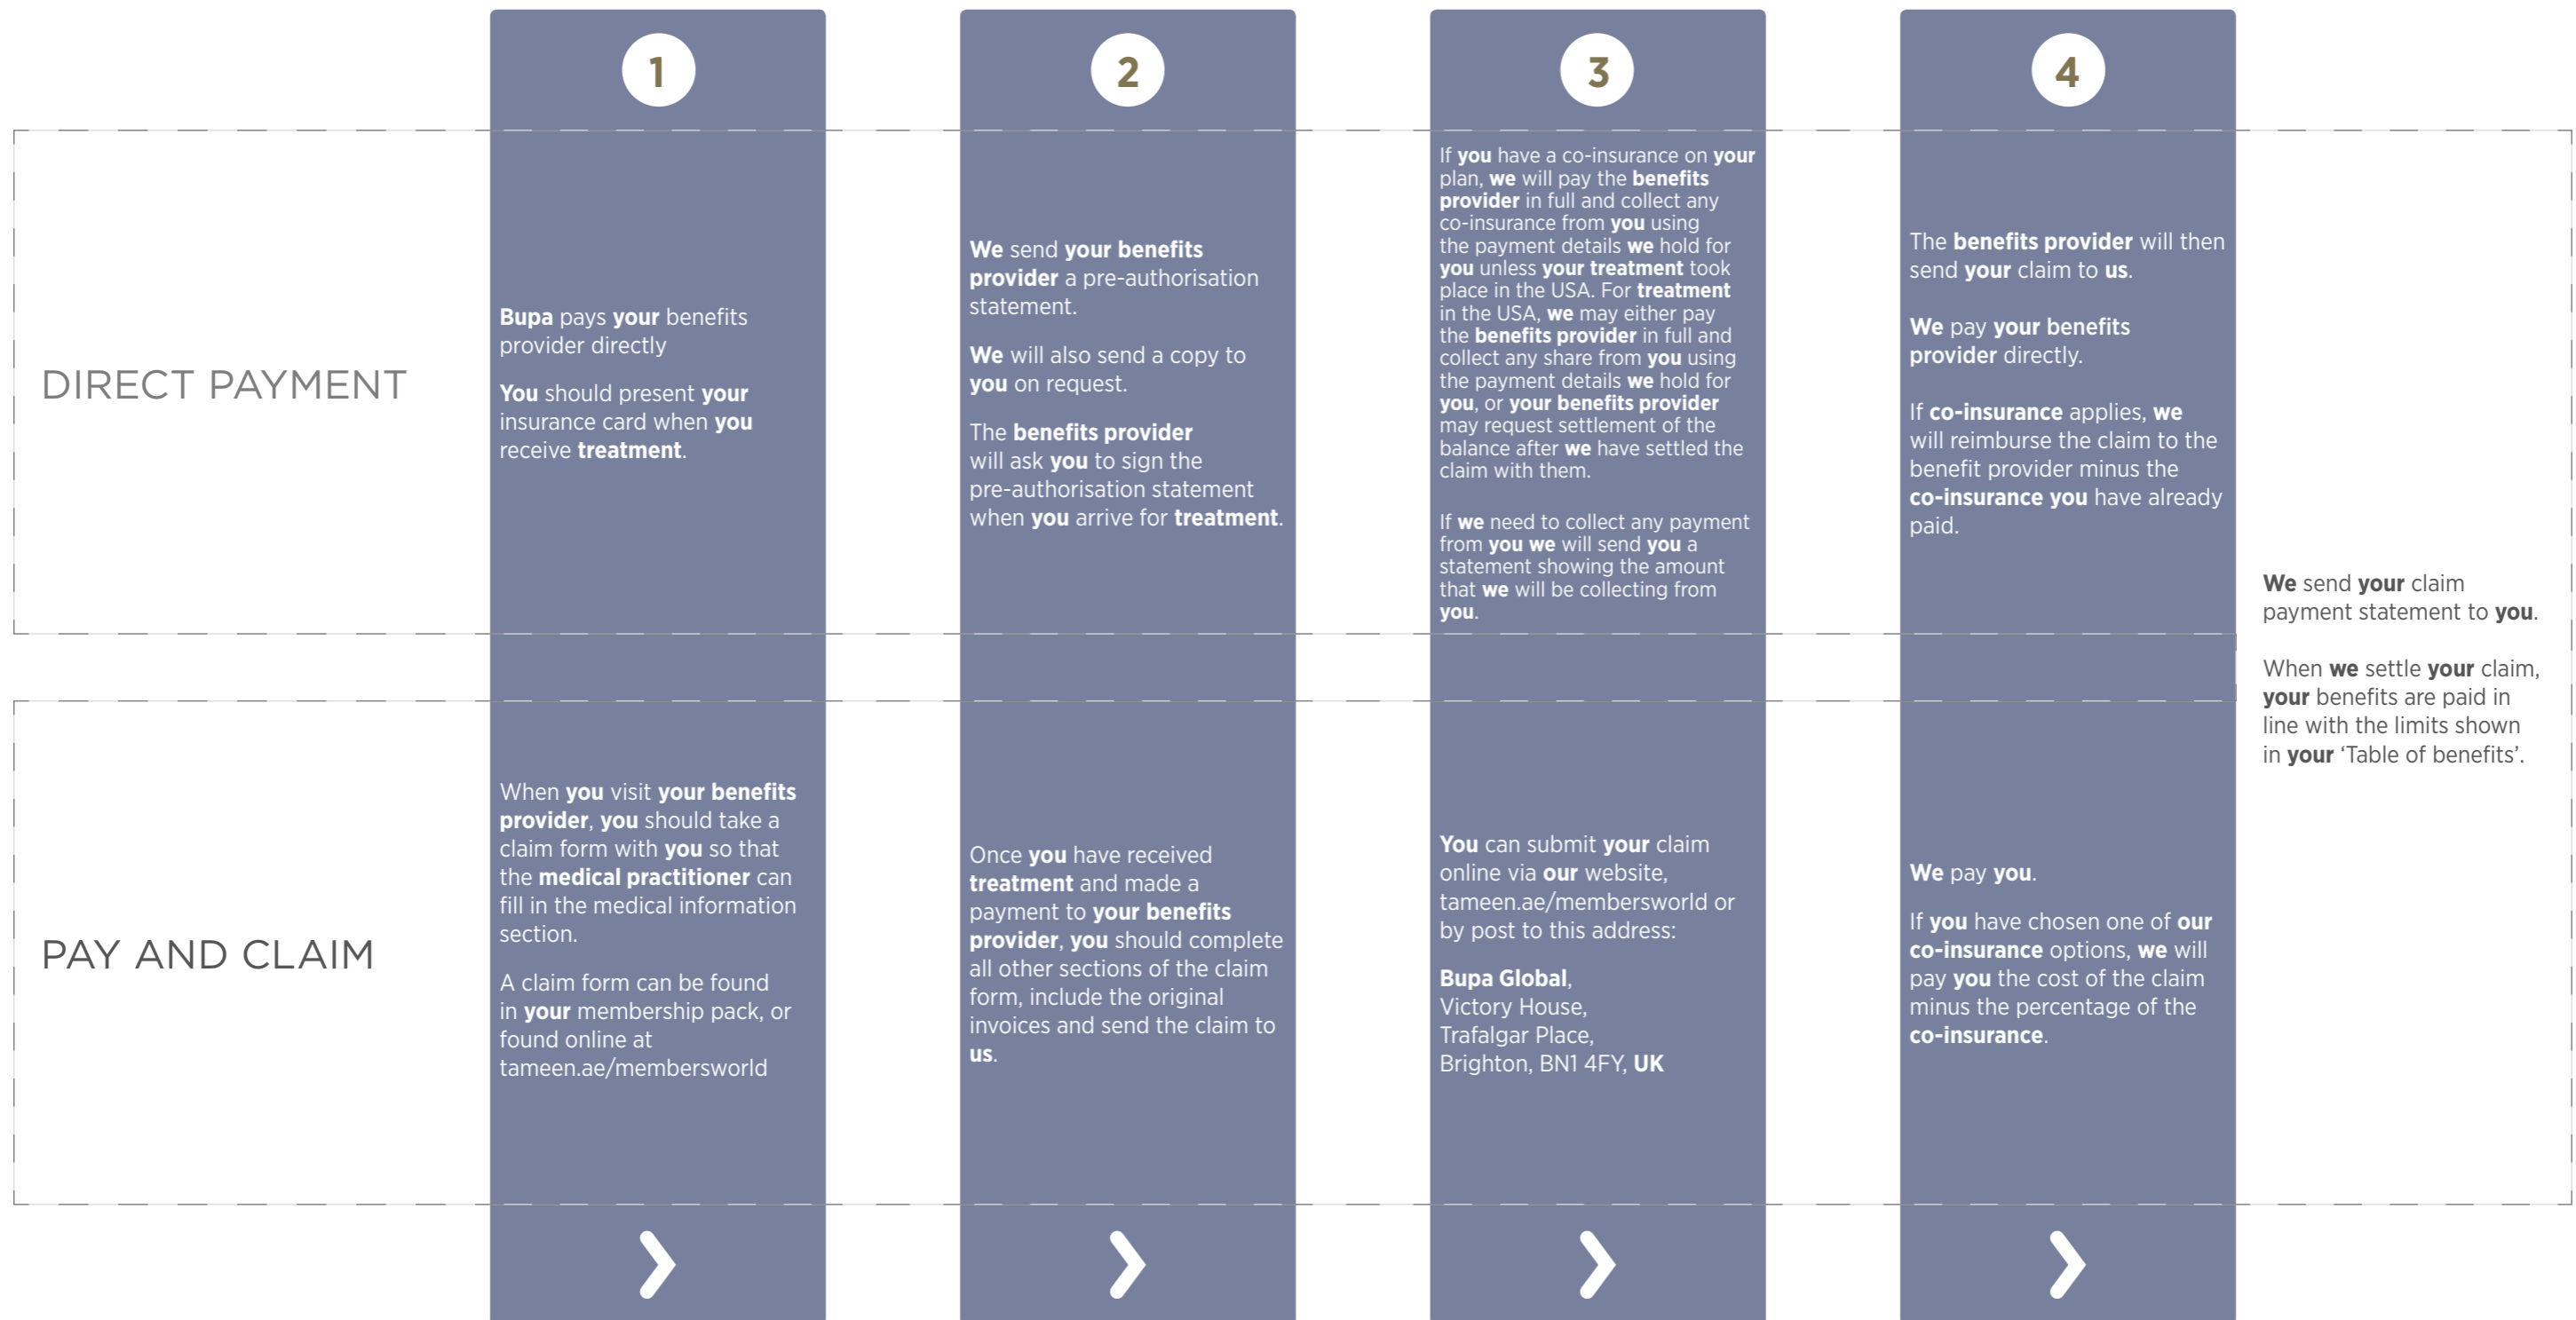 1
2
3
4
DIRECT PAYMENT
Bupa pays your benefits
provider directly
You should present your
insurance card when you
receive treatment.
We send your benefits
provider a pre-authorisation
statement.
We will also send a copy to
you on request.
The benefits provider
will ask you to sign the
pre-authorisation statement
when you arrive for treatment.
If you have a co-insurance on your
plan, we will pay the benefits
provider in full and collect any
co-insurance from you using
the payment details we hold for
you unless your treatment took
place in the USA. For treatment
in the USA, we may either pay
the benefits provider in full and
collect any share from you using
the payment details we hold for
you, or your benefits provider
may request settlement of the
balance after we have settled the
claim with them.
If we need to collect any payment
from you we will send you a
statement showing the amount
that we will be collecting from
you.
The benefits provider will then
send your claim to us.
We pay your benefits
provider directly.
If co-insurance applies, we
will reimburse the claim to the
benefit provider minus the
co-insurance you have already
paid.
PAY AND CLAIM
When you visit your benefits
provider, you should take a
claim form with you so that
the medical practitioner can
fill in the medical information
section.
A claim form can be found
in your membership pack, or
found online at
tameen.ae/membersworld
Once you have received
treatment and made a
payment to your benefits
provider, you should complete
all other sections of the claim
form, include the original
invoices and send the claim to
us.
You can submit your claim
online via our website,
tameen.ae/membersworld or
by post to this address:
Bupa Global,
Victory House,
Trafalgar Place,
Brighton, BN1 4FY, UK
We pay you.
If you have chosen one of our
co-insurance options, we will
pay you the cost of the claim
minus the percentage of the
co-insurance.
We send your claim
payment statement to you.
When we settle your claim,
your benefits are paid in
line with the limits shown
in your ‘Table of benefits’.